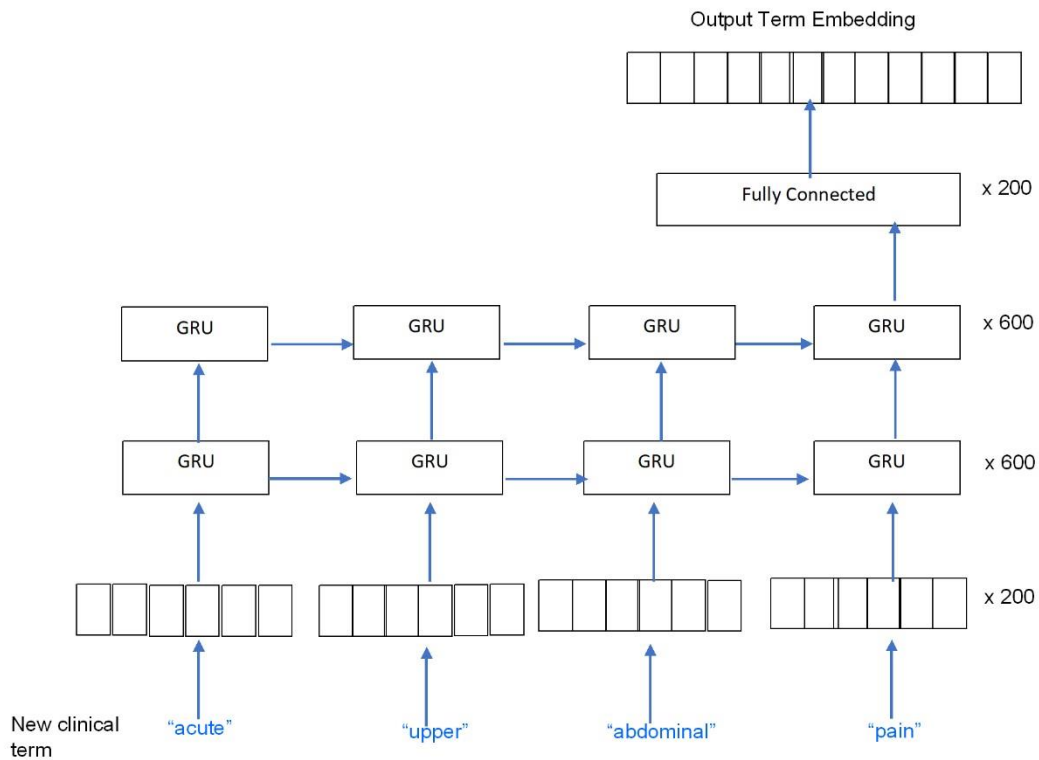 Output Term Embedding
Fully Connected
x 200
GRU
GRU
GRU
GRU
x 600
GRU
GRU
GRU
GRU
x 600
x 200
New clinical
term
“acute”
“upper”
“abdominal”
“pain”